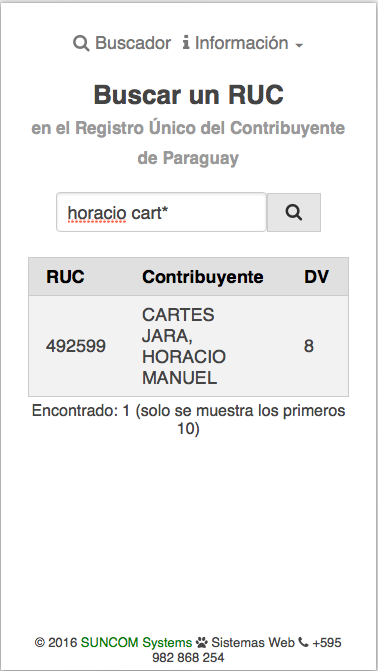 Buscador Información
Buscar un RUC
en el Registro Único del Contribuyente
de Paraguay
horacio cart*
RUC Contribuyente DV
CARTES
JARA,
492599 HORACIO 8
MANUEL
Encontrado: 1 (solo se muestra los primeros
10)
© 2016 SUNCOM Systems Sistemas Web +595
982 868 254